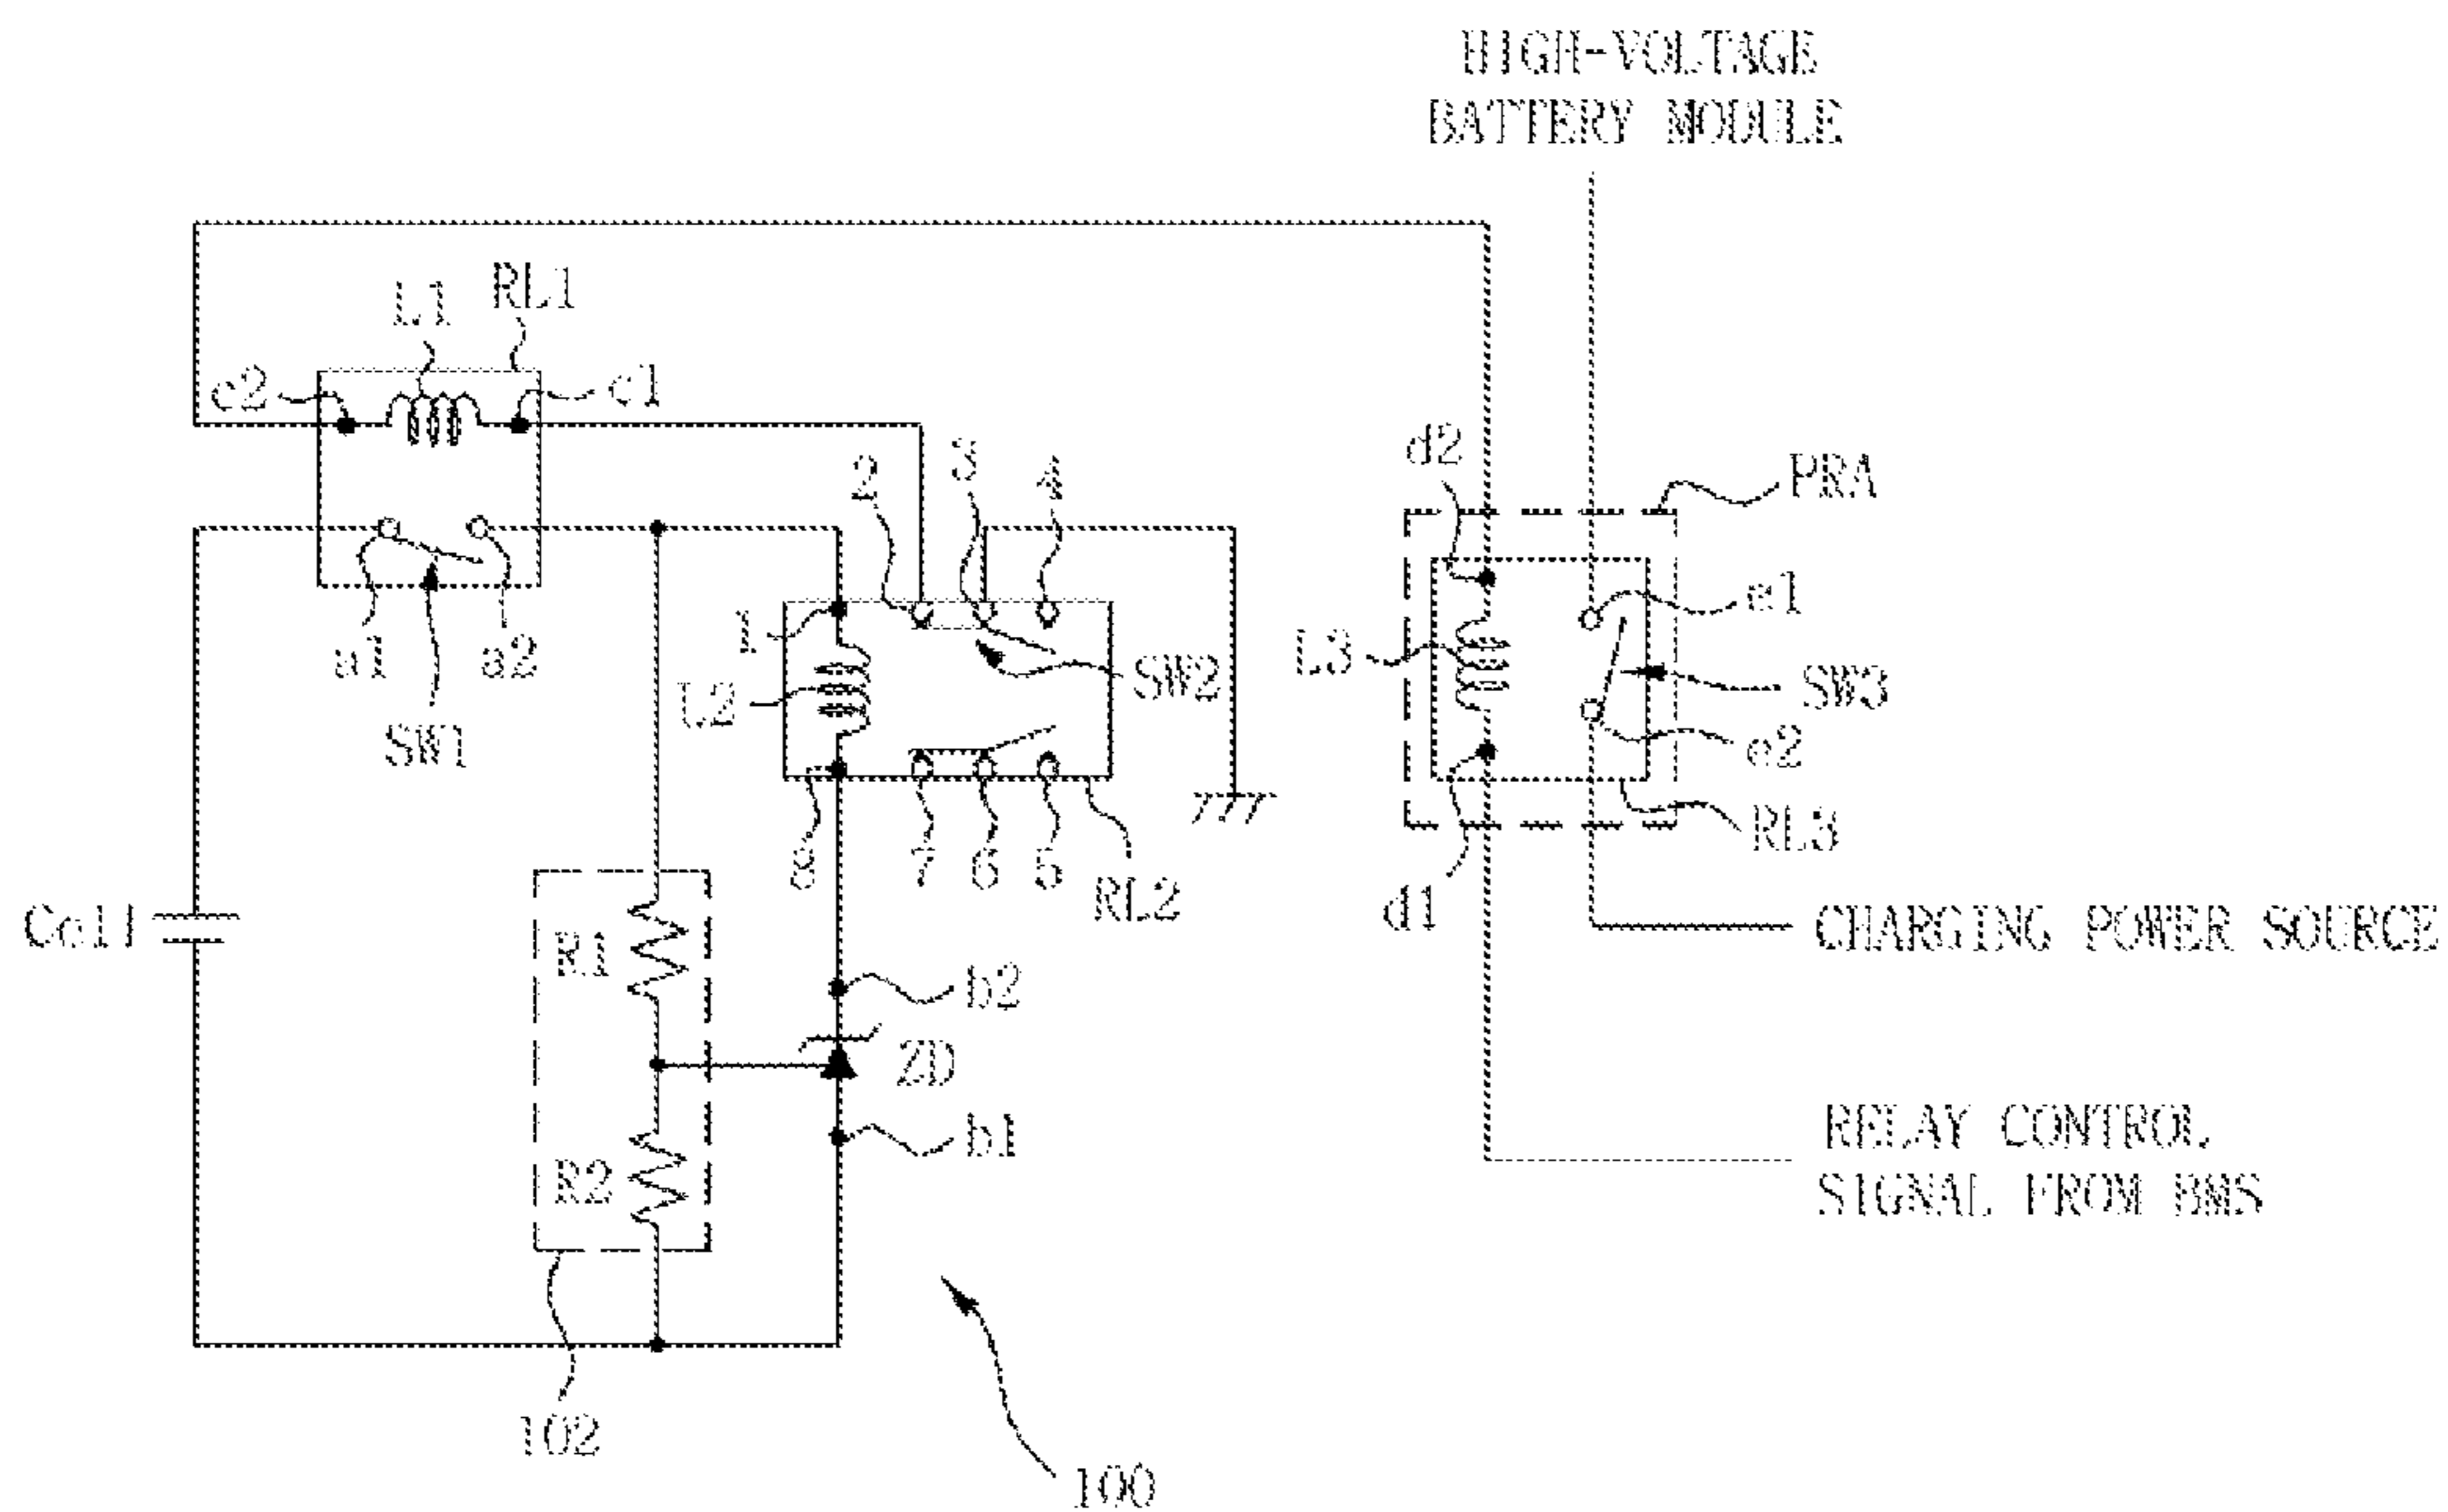 HIGH-VOLTAGE
BATTERY MODULE
RL1
L1
c2
c1
2
3
4
d2
PRA
a1
a2
SW1
1
L2
SW2
L3
e1
SW3
e2
8
7
6
5
RL2
RL3
d1
Cell
CHARGING POWER SOURCE
R1
b2
ZD
b1
R2
RELAY CONTROL
SIGNAL FROM BMS
102
100